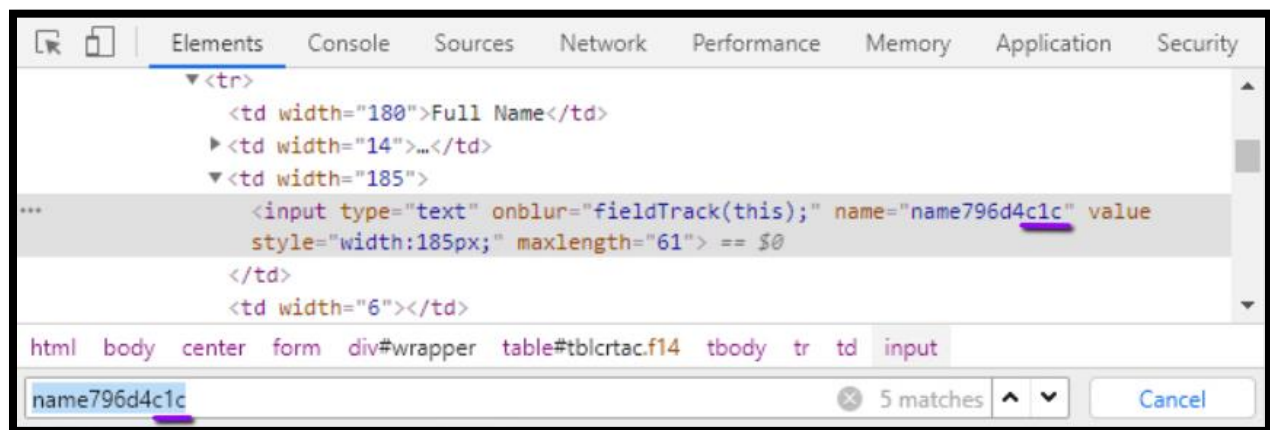 Elements Console Sources Network Performance Memory Application Security
▼<tr>
<td width="180">Full Name</td>
▶<td width="14">…</td>
▼<td width="185">
... <input type="text" onblur="fieldTrack(this);" name="name796d4c1c" value
style="width:185px;" maxlength="61"> == $0
</td>
<td width="6"></td>
html body center form div#wrapper table#tblcrtac.f14 tbody tr td input
name796d4c1c 5 matches Cancel